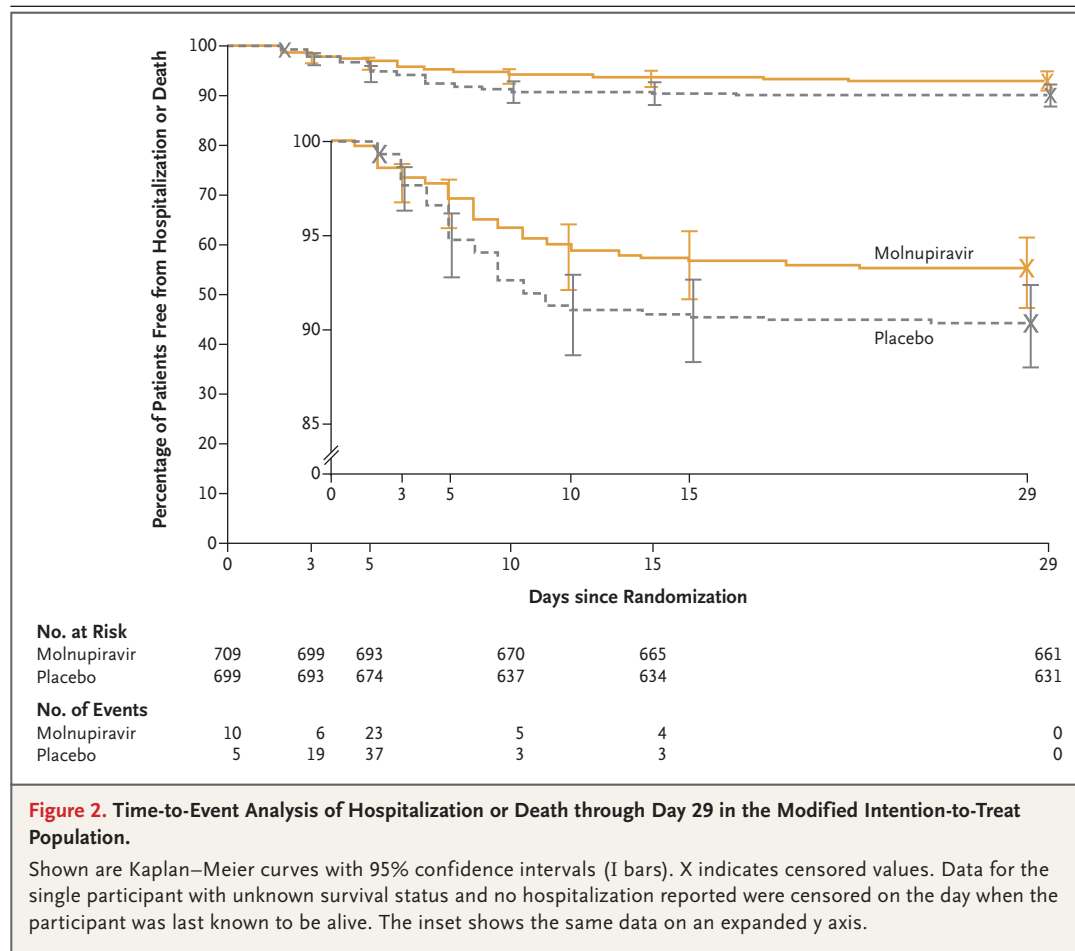 Percentage of Patients Free from Hospitalization or Death
100
90
80
70
60
50
40
30
20
10
0
100
95
90
85
0
Molnupiravir
Placebo
0 3 5 10 15 29
0 3 5 10 15 29
Days since Randomization
No. at Risk
Molnupiravir 709 699 693 670 665 661
Placebo 699 693 674 637 634 631
No. of Events
Molnupiravir 10 6 23 5 4 0
Placebo 5 19 37 3 3 0
Figure 2. Time-to-Event Analysis of Hospitalization or Death through Day 29 in the Modified Intention-to-Treat
Population.
Shown are Kaplan–Meier curves with 95% confidence intervals (I bars). X indicates censored values. Data for the
single participant with unknown survival status and no hospitalization reported were censored on the day when the
participant was last known to be alive. The inset shows the same data on an expanded y axis.